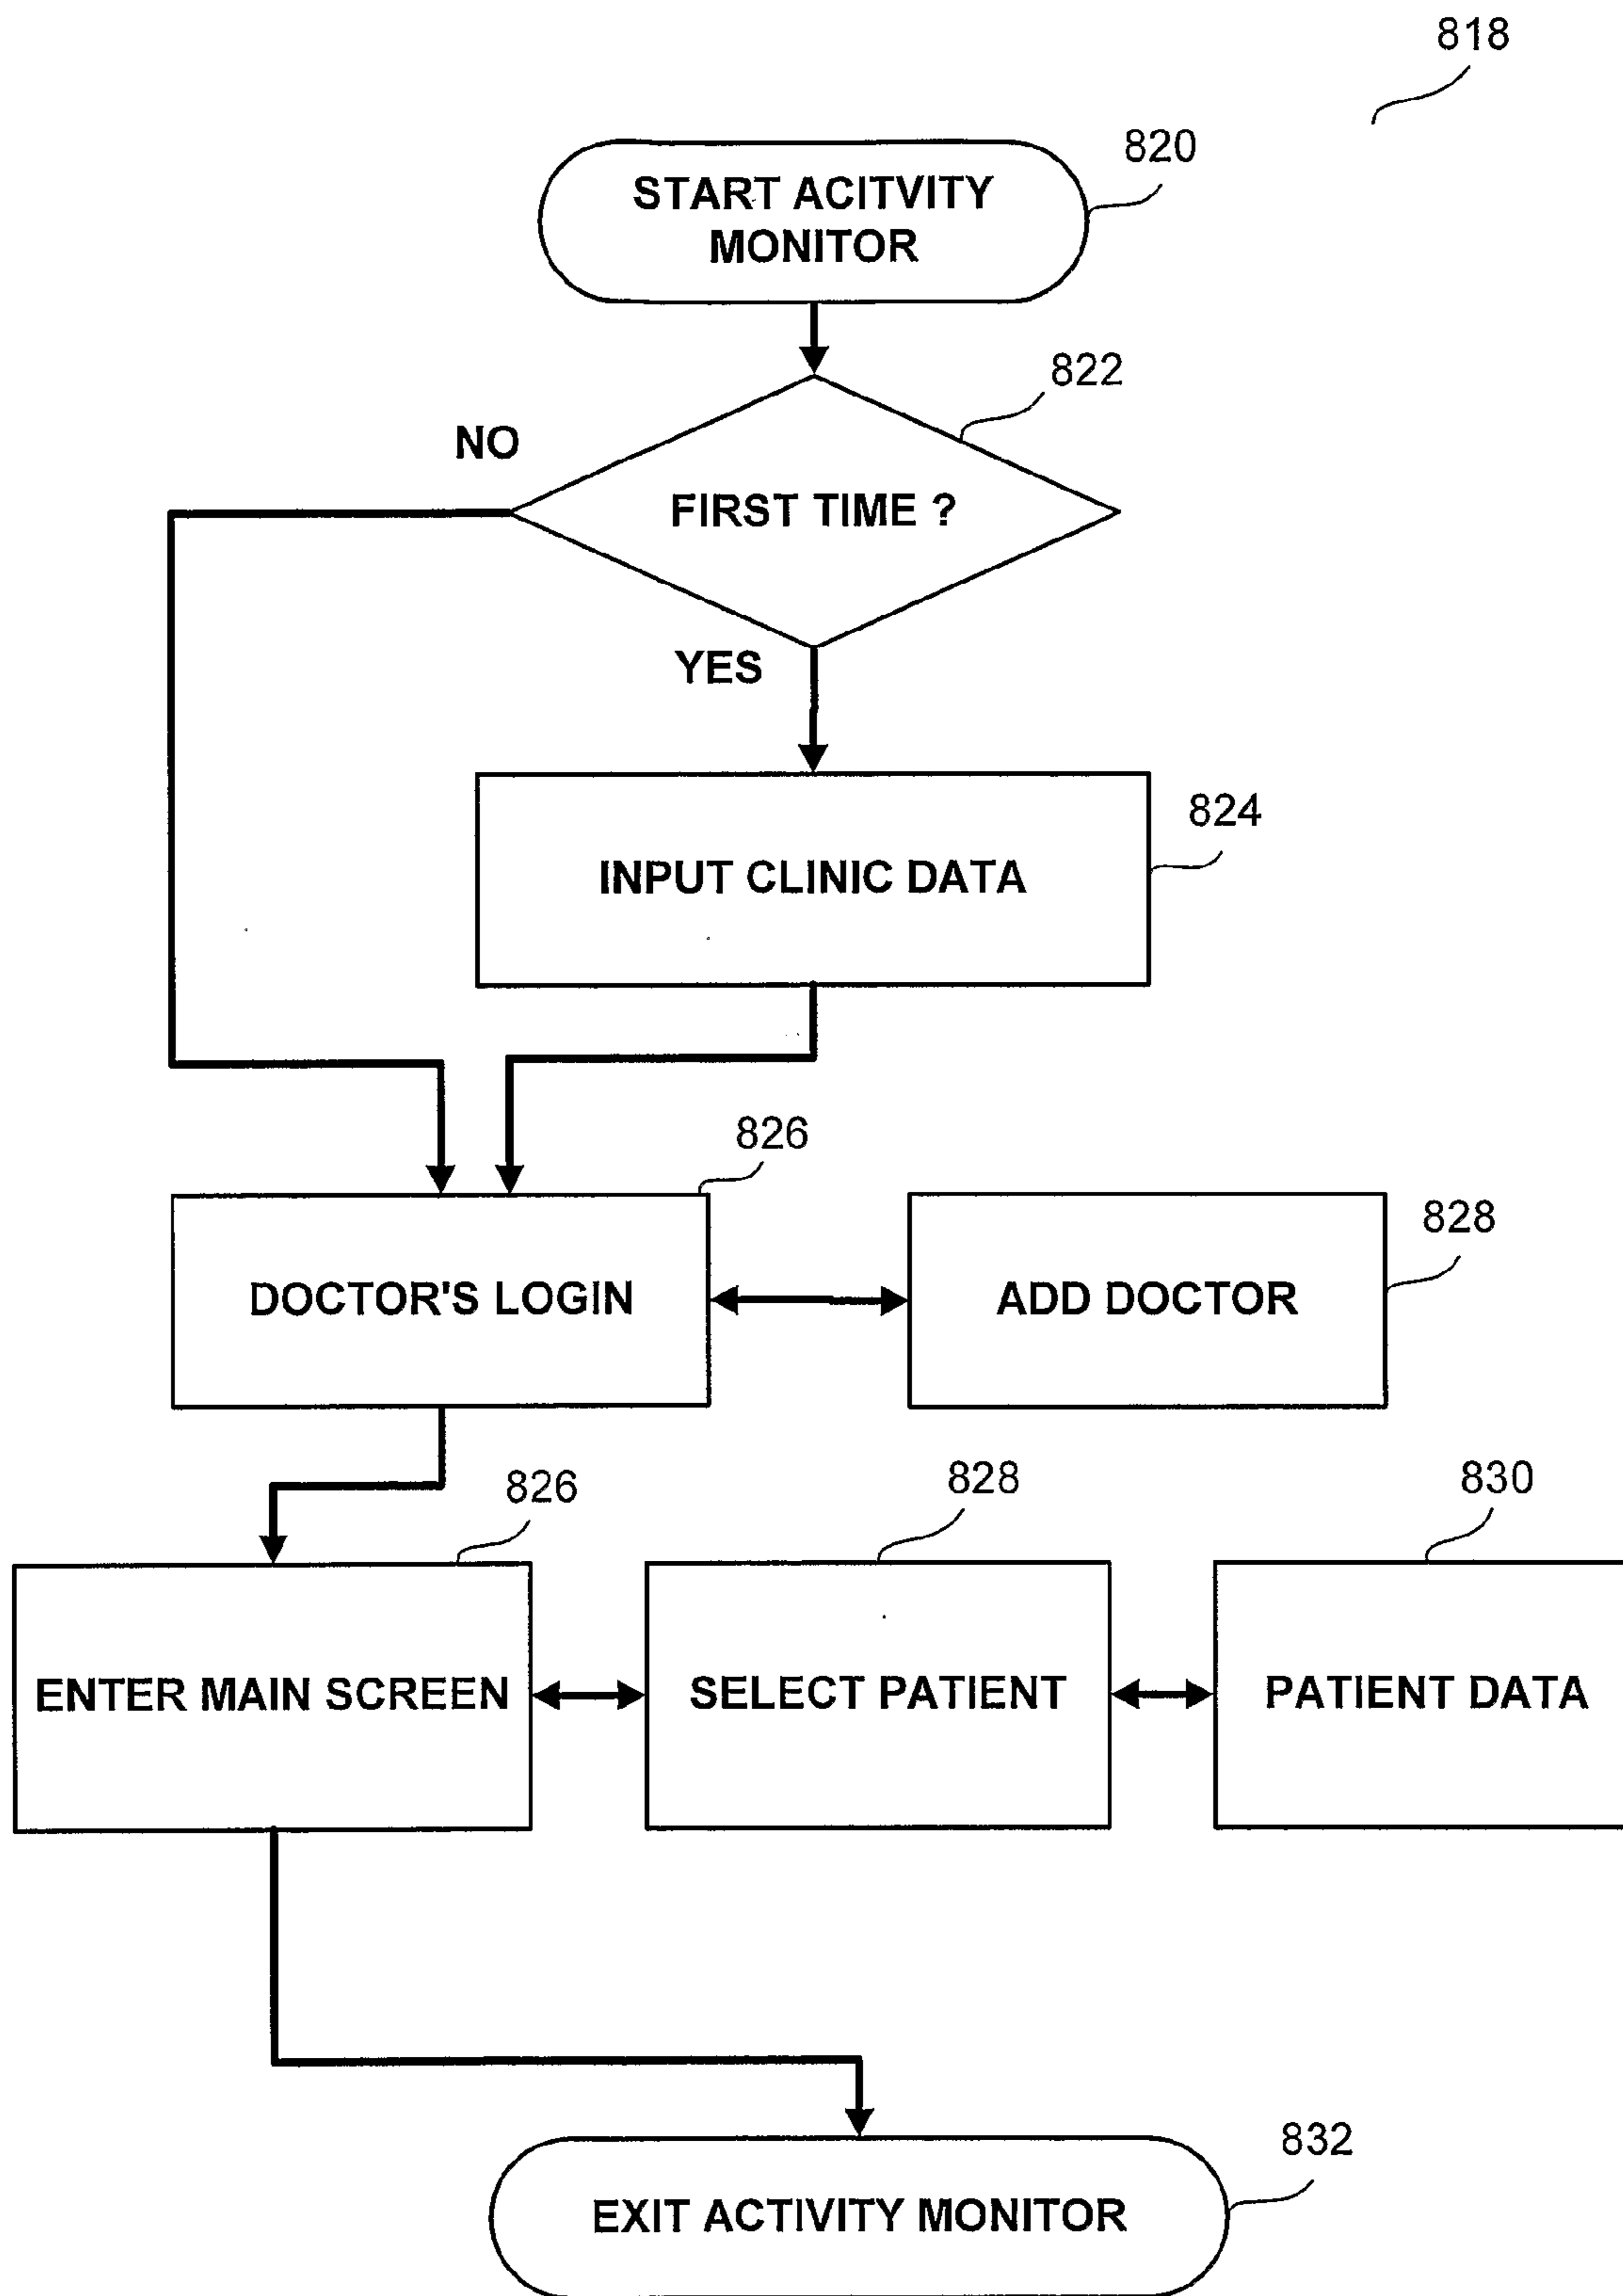 818
820
START ACITVITY
MONITOR
822
NO
FIRST TIME ?
YES
824
INPUT CLINIC DATA
826
828
DOCTOR'S LOGIN
ADD DOCTOR
826
828
830
ENTER MAIN SCREEN
SELECT PATIENT
PATIENT DATA
832
EXIT ACTIVITY MONITOR